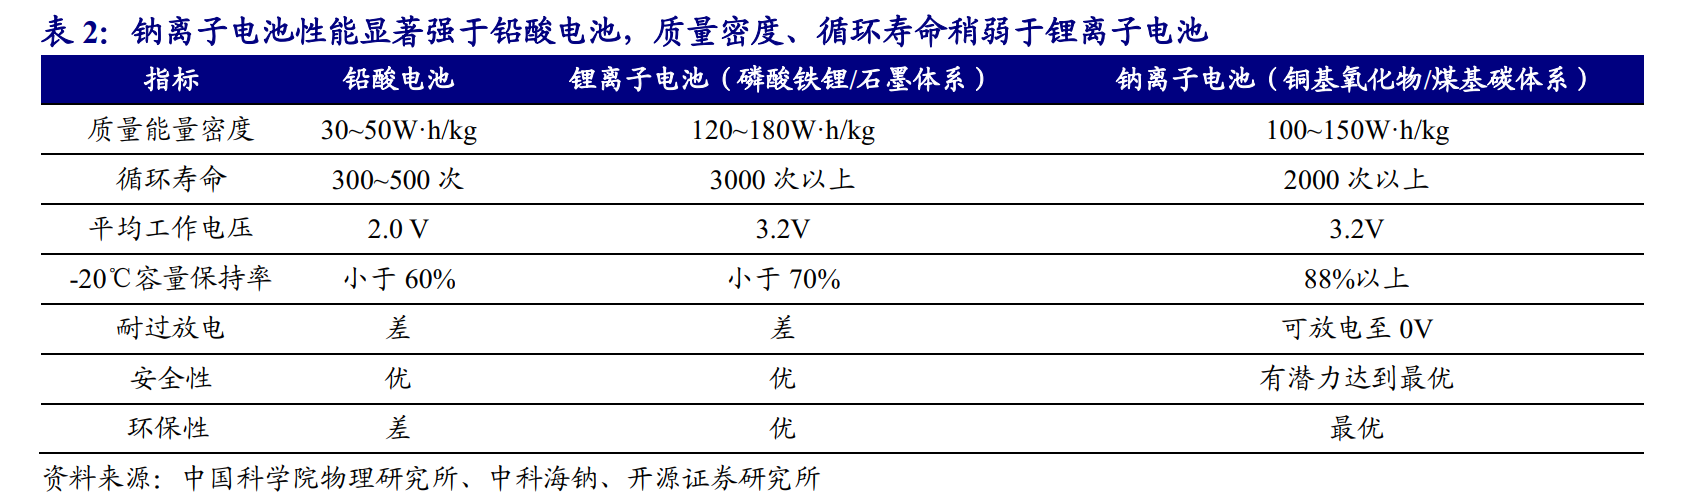 表 2：钠离子电池性能显著强于铅酸电池，质量密度、循环寿命稍弱于锂离子电池
指标 铅酸电池 锂离子电池（磷酸铁锂/石墨体系） 钠离子电池（铜基氧化物/煤基碳体系）
质量能量密度 30~50W·h/kg 120~180W·h/kg 100~150W·h/kg
循环寿命 300~500 次 3000 次以上 2000 次以上
平均工作电压 2.0 V 3.2V 3.2V
-20℃容量保持率 小于 60% 小于 70% 88%以上
耐过放电 差 差 可放电至 0V
安全性 优 优 有潜力达到最优
环保性 差 优 最优
资料来源：中国科学院物理研究所、中科海钠、开源证券研究所